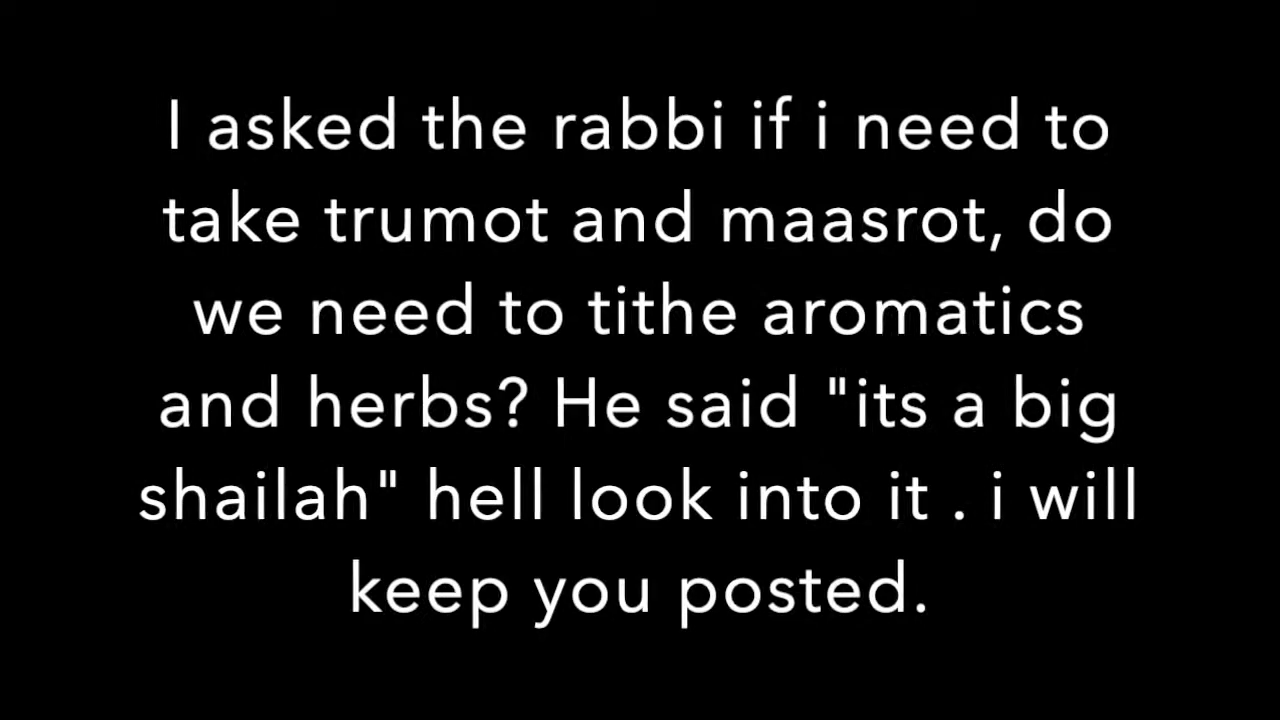 I asked the rabbi if i need to
take trumot and maasrot, do
we need to tithe aromatics
and herbs? He said "its a big
shailah" hell look into it . i will
keep you posted.